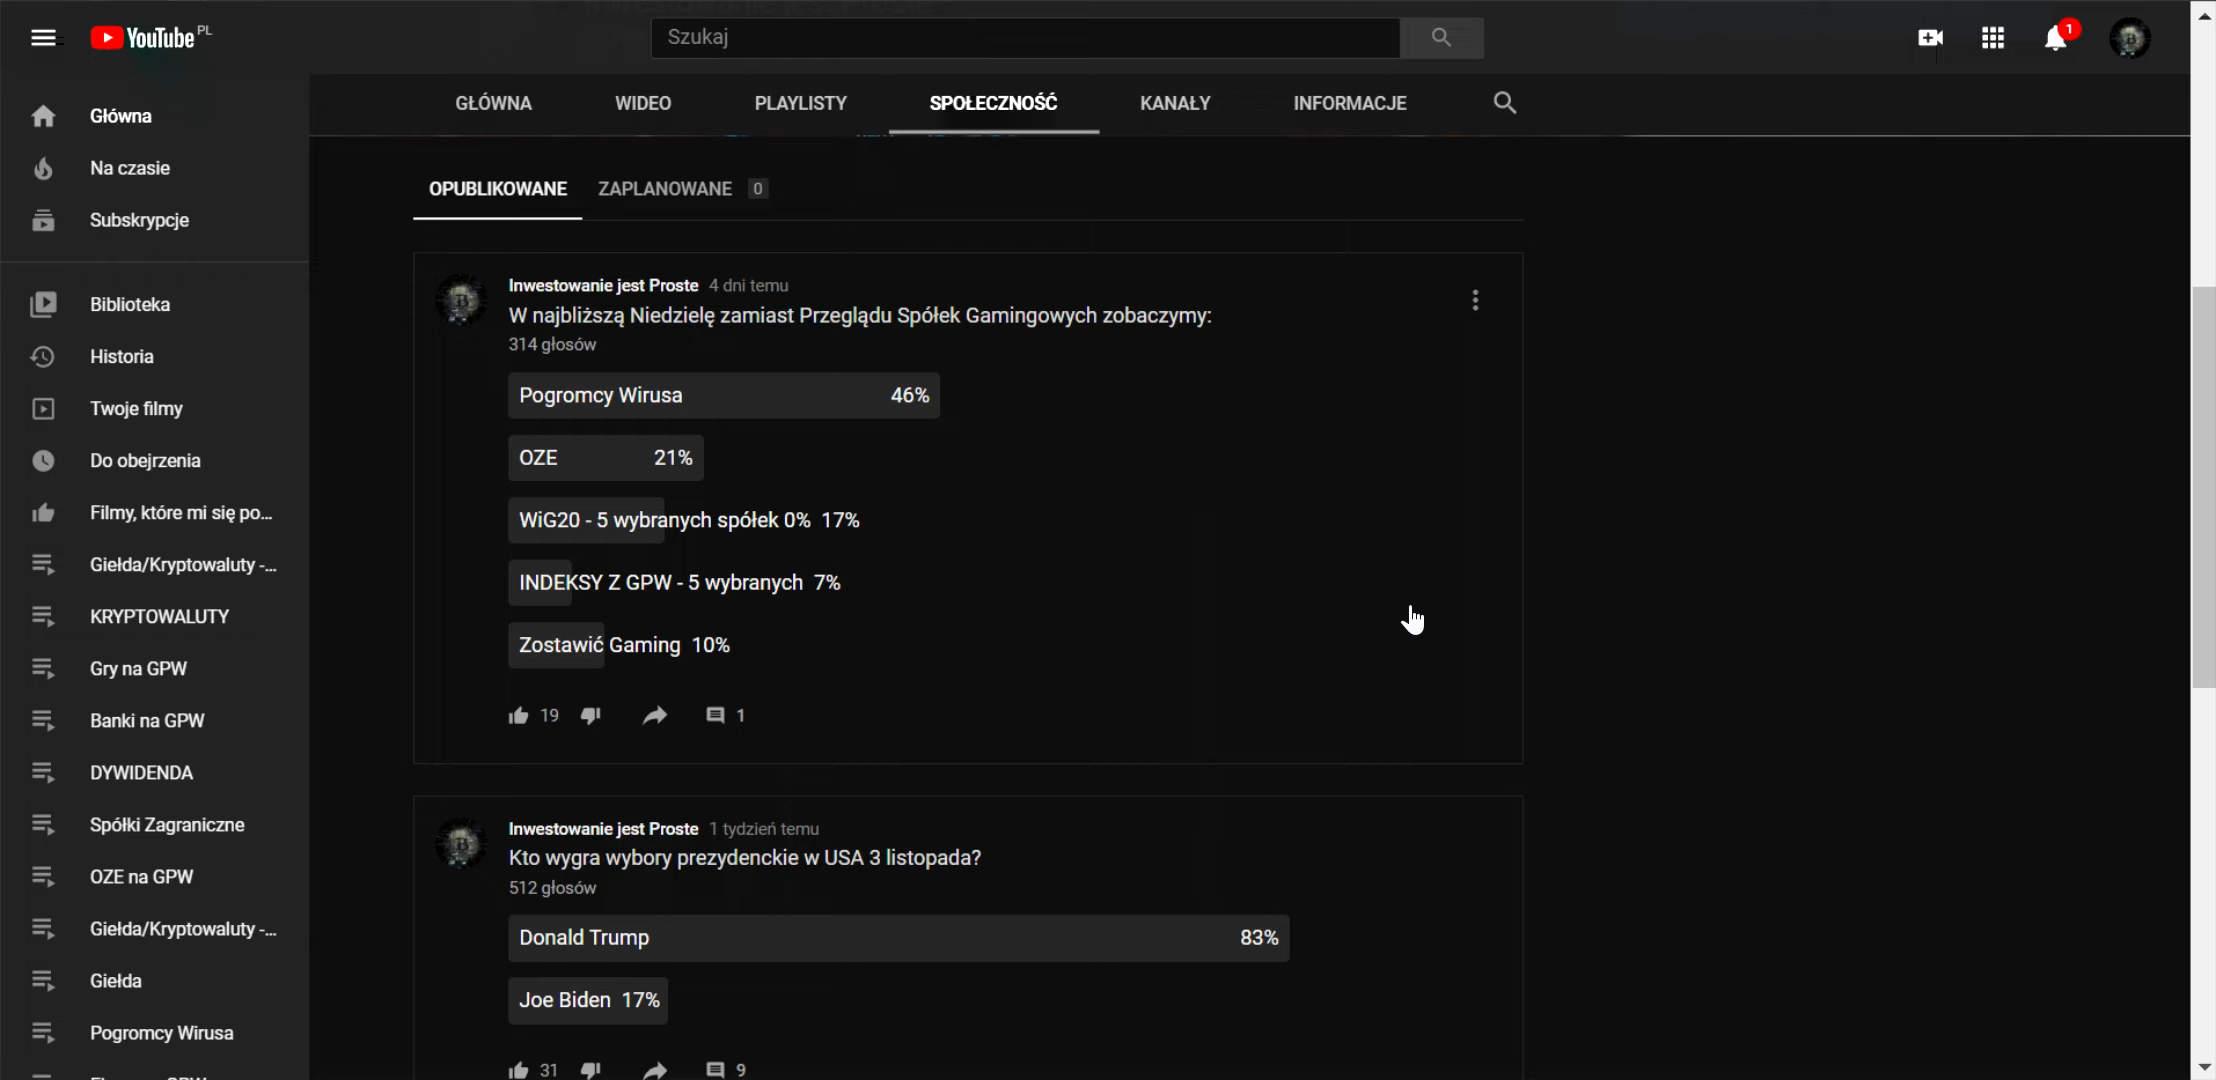 YouTube PL
Szukaj
1
Główna
Na czasie
Subskrypcje
Biblioteka
Historia
Twoje filmy
Do obejrzenia
Filmy, które mi się po...
Giełda/Kryptowaluty -...
KRYPTOWALUTY
Gry na GPW
Banki na GPW
DYWIDENDA
Spółki Zagraniczne
OZE na GPW
Giełda/Kryptowaluty -...
Giełda
Pogromcy Wirusa
GŁÓWNA WIDEO PLAYLISTY SPOŁECZNOŚĆ KANAŁY INFORMACJE
OPUBLIKOWANE ZAPLANOWANE 0
Inwestowanie jest Proste 4 dni temu
W najbliższą Niedzielę zamiast Przeglądu Spółek Gamingowych zobaczymy:
314 głosów
Pogromcy Wirusa 46%
OZE 21%
WiG20 - 5 wybranych spółek 0% 17%
INDEKSY Z GPW - 5 wybranych 7%
Zostawić Gaming 10%
19 1
Inwestowanie jest Proste 1 tydzień temu
Kto wygra wybory prezydenckie w USA 3 listopada?
512 głosów
Donald Trump 83%
Joe Biden 17%
31 9